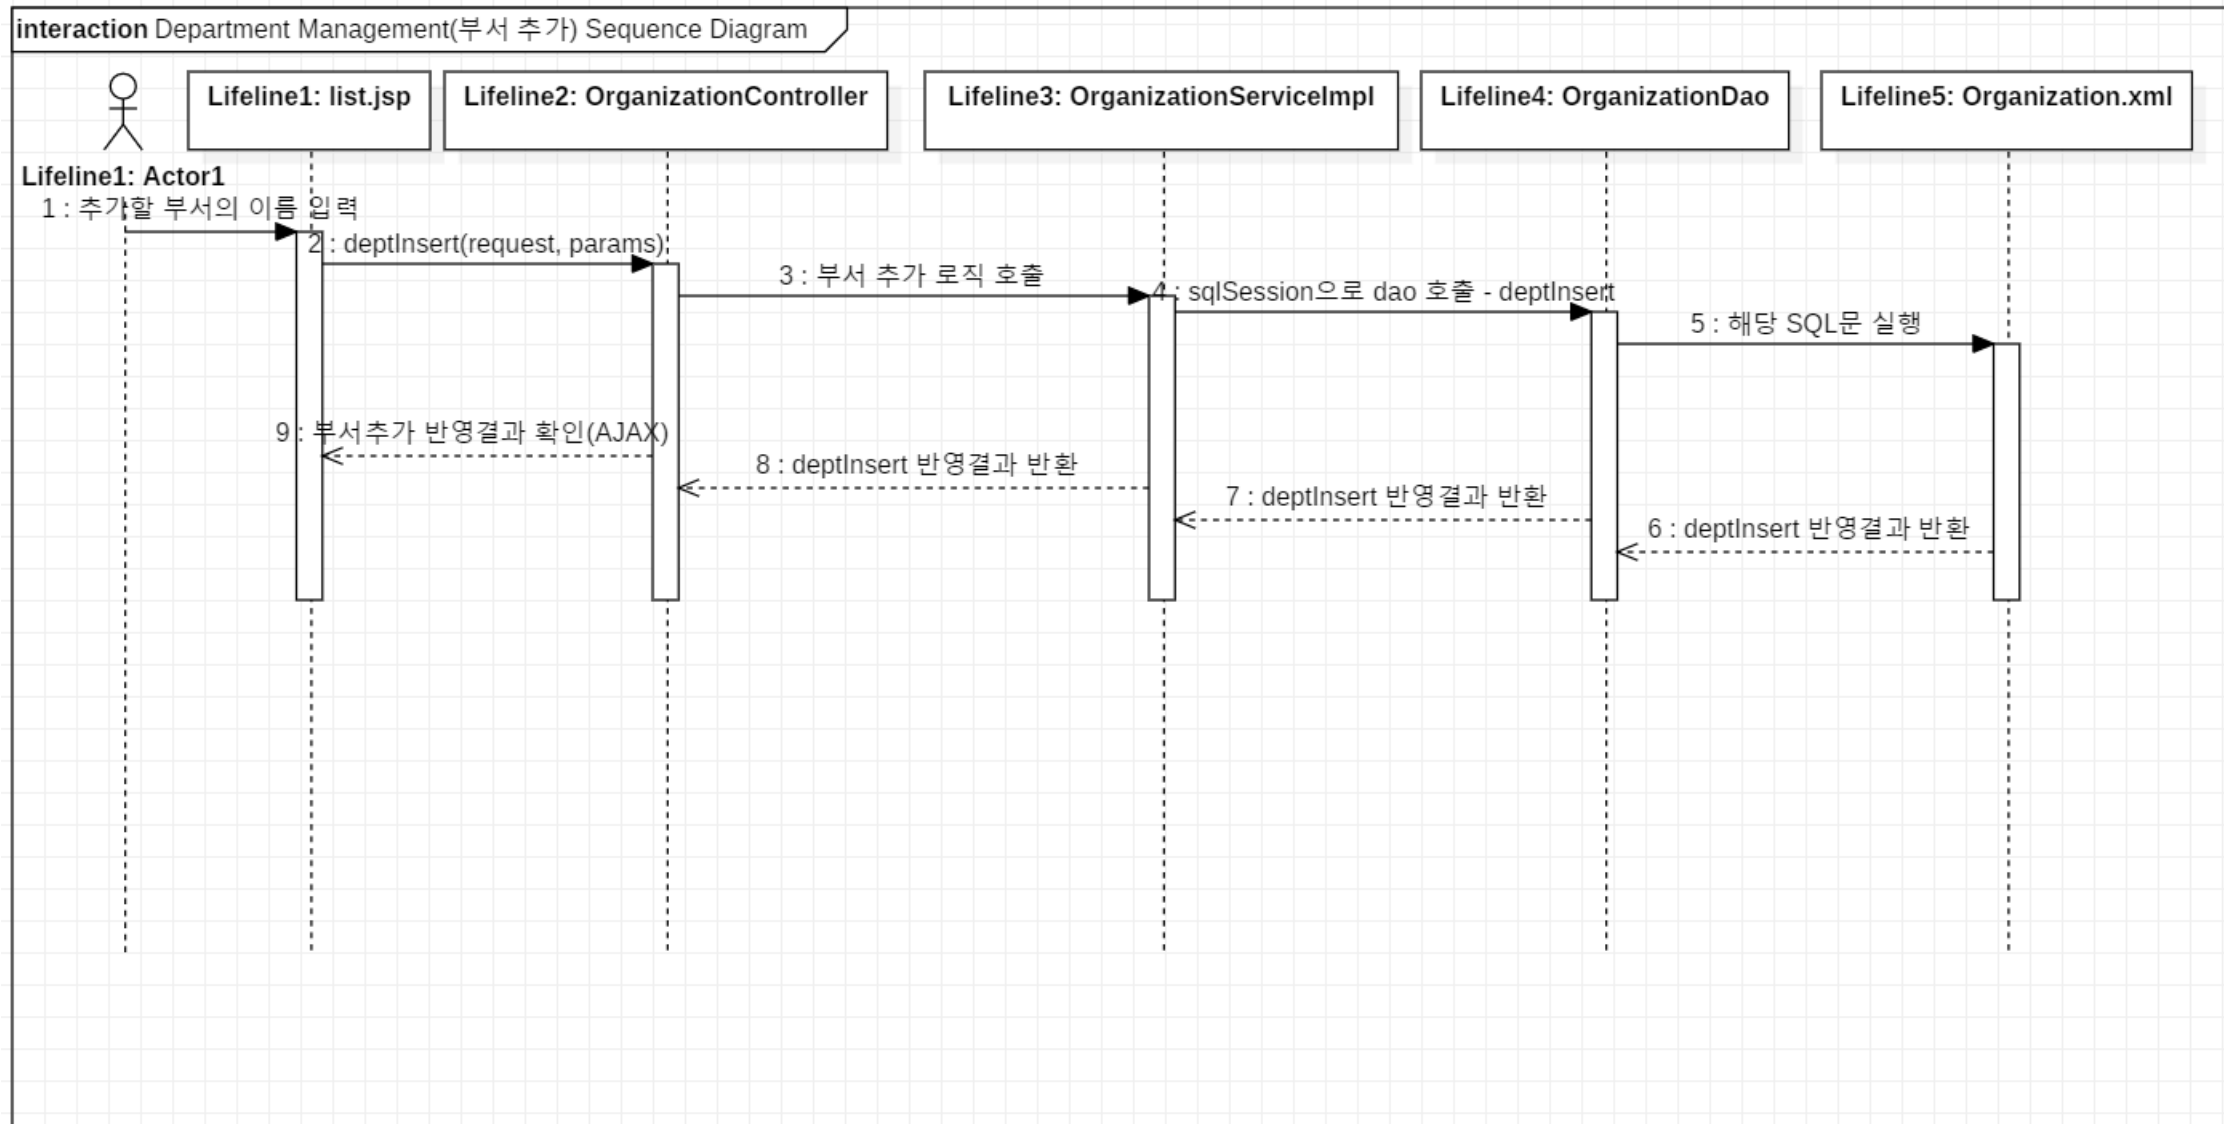 interaction Department Management(부서 추가) Sequence Diagram
Lifeline1: list.jsp
Lifeline2: OrganizationController
Lifeline3: OrganizationServiceImpl
Lifeline4: OrganizationDao
Lifeline5: Organization.xml
Lifeline1: Actor1
1 : 추가할 부서의 이름 입력
2 : deptInsert(request, params)
3 : 부서 추가 로직 호출
4 : sqlSession으로 dao 호출 - deptInsert
5 : 해당 SQL문 실행
9 : 부서추가 반영결과 확인(AJAX)
8 : deptInsert 반영결과 반환
7 : deptInsert 반영결과 반환
6 : deptInsert 반영결과 반환